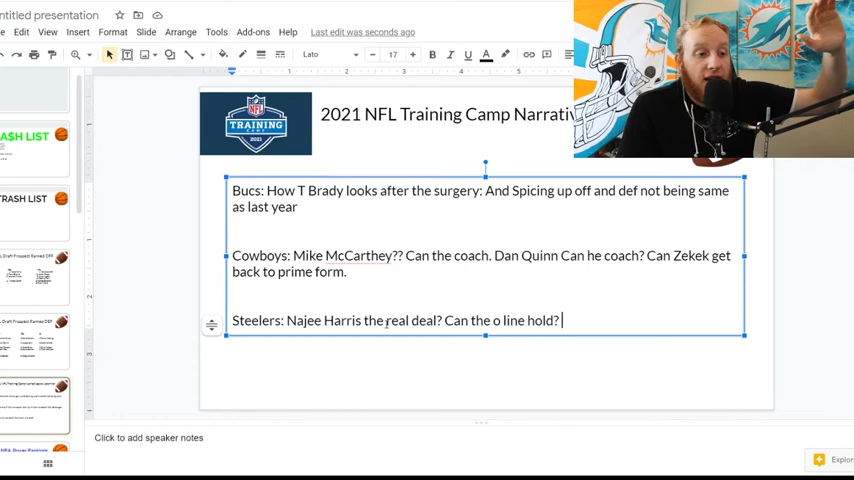 ntitled presentation
dit View Insert Format Slide Arrange Tools Add-ons Help Last edit was seconds ago
Lato 17 B I U A
ASH LIST
RASH LIST
NFL TRAINING CAMP 2021
2021 NFL Training Camp Narrativ
Bucs: How T Brady looks after the surgery: And Spicing up off and def not being same
as last year
Cowboys: Mike McCarthey?? Can the coach. Dan Quinn Can he coach? Can Zekek get
back to prime form.
Steelers: Najee Harris the real deal? Can the o line hold?
Click to add speaker notes
Explor